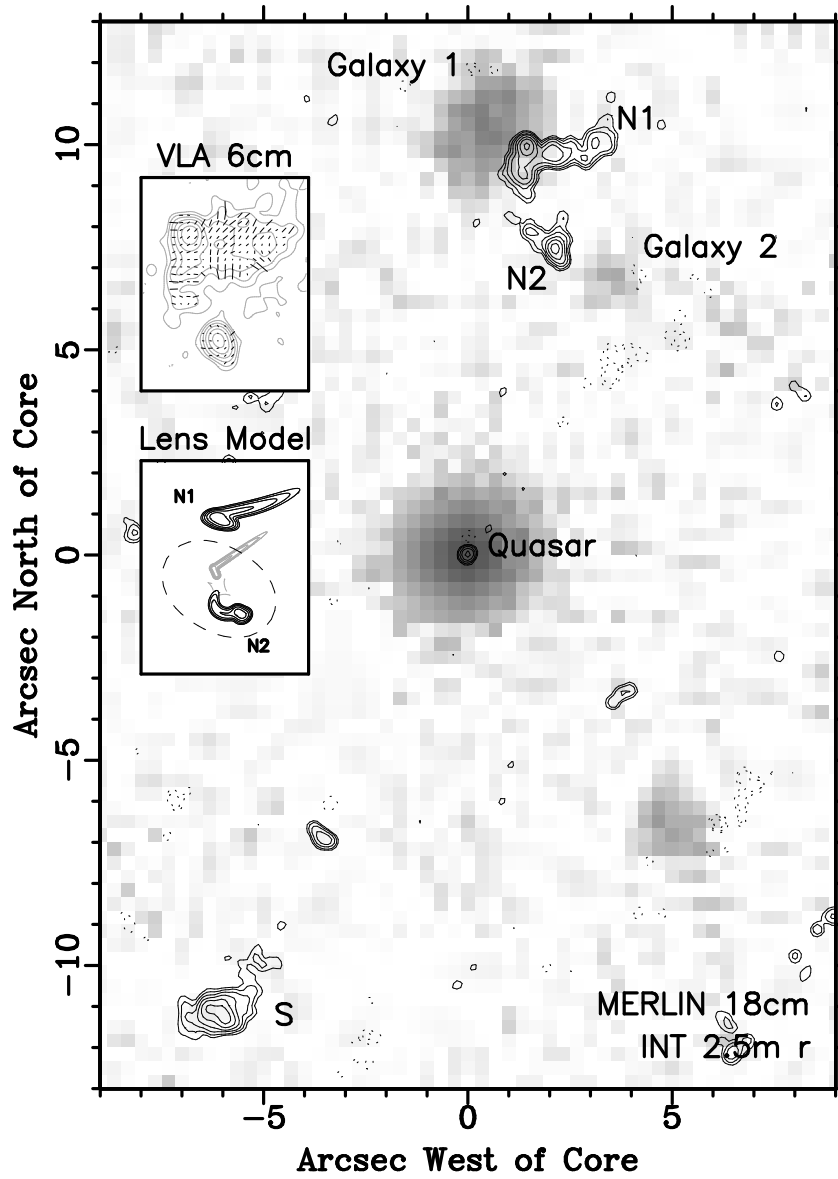 Galaxy 1
N1
10
VLA 6cm
Galaxy 2
N2
5
Lens Model
N1
0
Quasar
N2
Arcsec North of Core
−5
−10
S
MERLIN 18cm
INT 2.5m r
−5
0
5
Arcsec West of Core